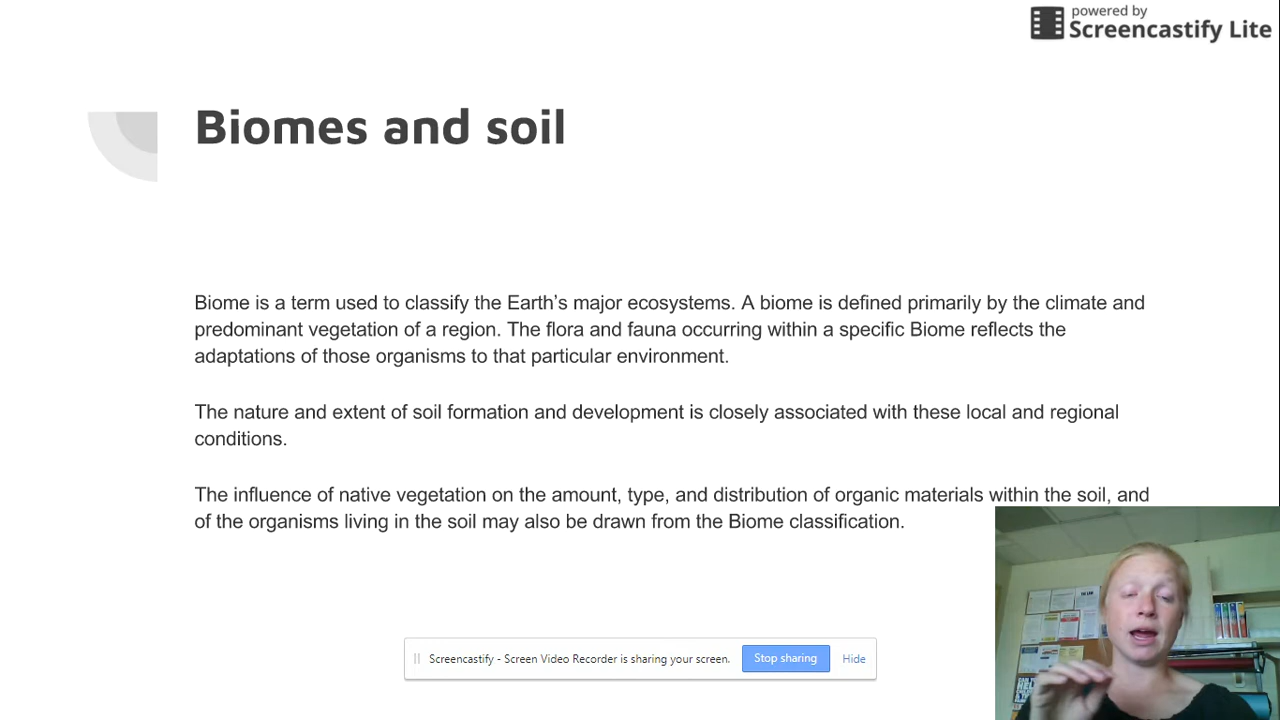 powered by
Screencastify Lite
Biomes and soil
Biome is a term used to classify the Earth’s major ecosystems. A biome is defined primarily by the climate and
predominant vegetation of a region. The flora and fauna occurring within a specific Biome reflects the
adaptations of those organisms to that particular environment.
The nature and extent of soil formation and development is closely associated with these local and regional
conditions.
The influence of native vegetation on the amount, type, and distribution of organic materials within the soil, and
of the organisms living in the soil may also be drawn from the Biome classification.
Screencastify - Screen Video Recorder is sharing your screen.
Stop sharing
Hide